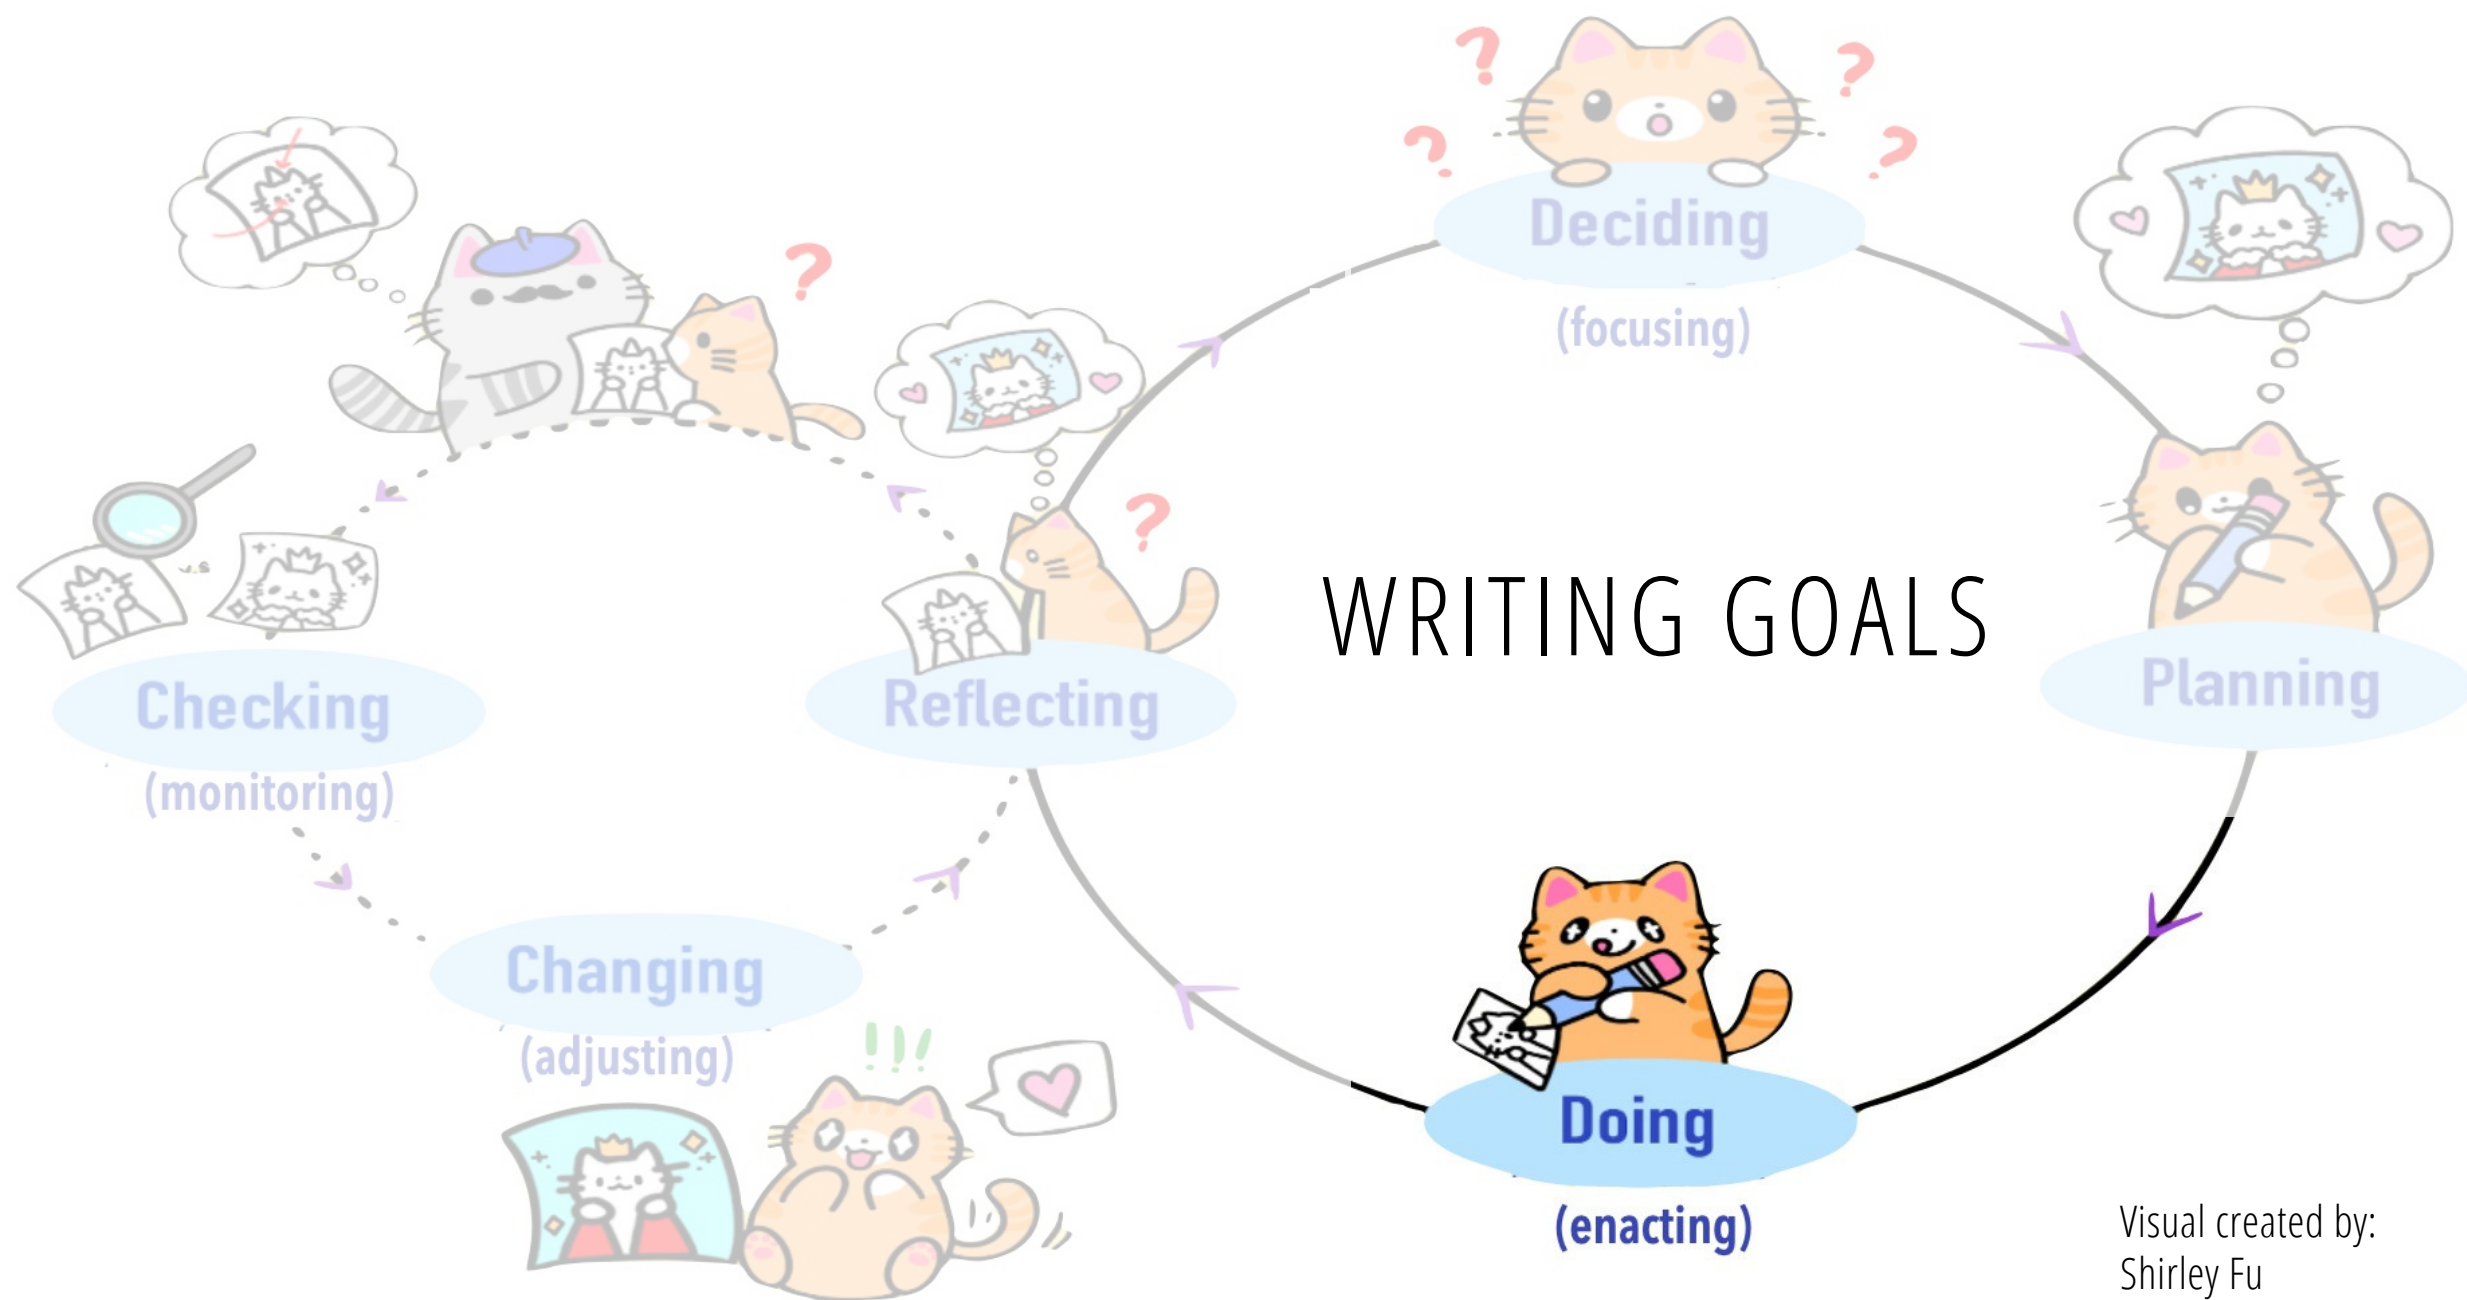 Deciding
(focusing)
WRITING GOALS
Planning
Reflecting
Checking
(monitoring)
Changing
(adjusting)
!!!
Doing
(enacting)
Visual created by:
Shirley Fu